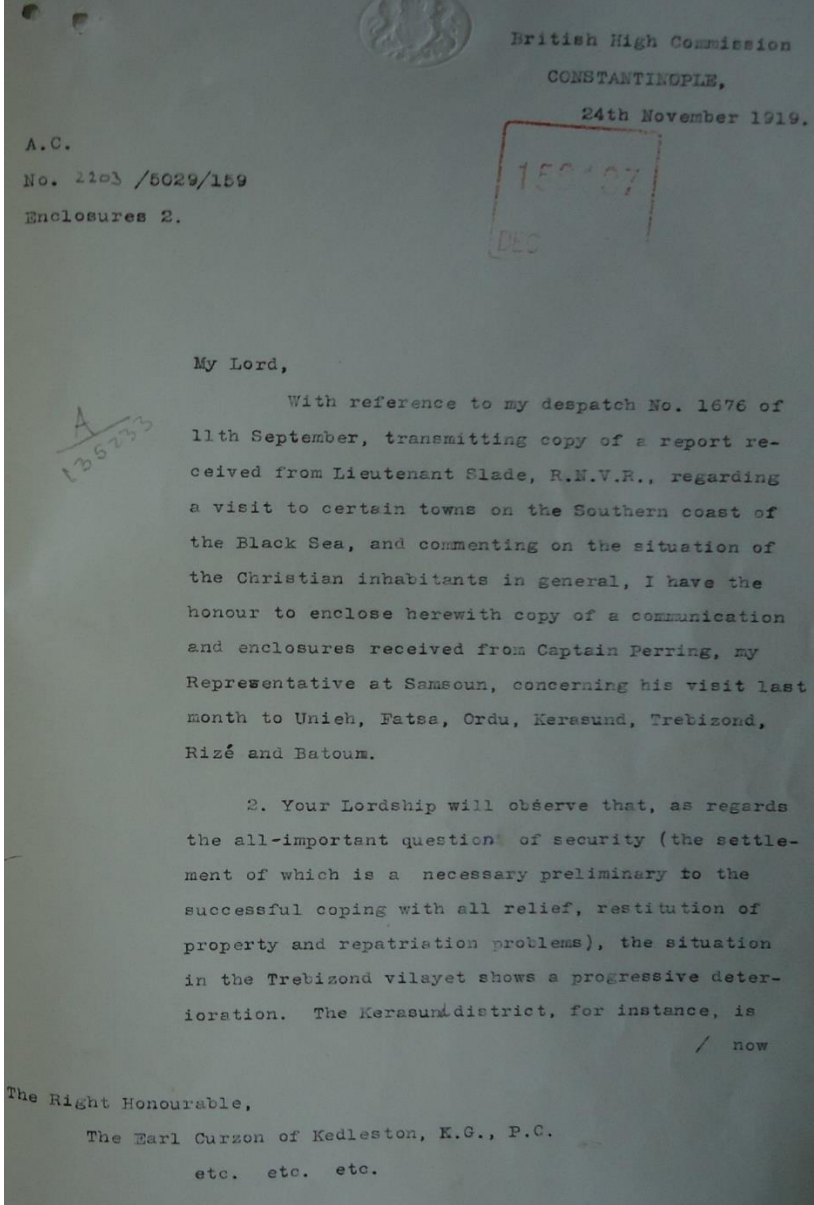 British High Commission
CONSTANTINOPLE,
24th November 1919.
A.C.
No. 2203 /5029/159
Enclosures 2.
DEC
My Lord,
A
135233
With reference to my despatch No. 1676 of
11th September, transmitting copy of a report re-
ceived from Lieutenant Slade, R.N.V.R., regarding
a visit to certain towns on the Southern coast of
the Black Sea, and commenting on the situation of
the Christian inhabitants in general, I have the
honour to enclose herewith copy of a communication
and enclosures received from Captain Perring, my
Representative at Samsoun, concerning his visit last
month to Unieh, Fatsa, Ordu, Kerasund, Trebizond,
Rizé and Batoum.
2. Your Lordship will observe that, as regards
the all-important question of security (the settle-
ment of which is a necessary preliminary to the
successful coping with all relief, restitution of
property and repatriation problems), the situation
in the Trebizond vilayet shows a progressive deter-
ioration. The Kerasund district, for instance, is
/ now
The Right Honourable,
The Earl Curzon of Kedleston, K.G., P.C.
etc. etc. etc.